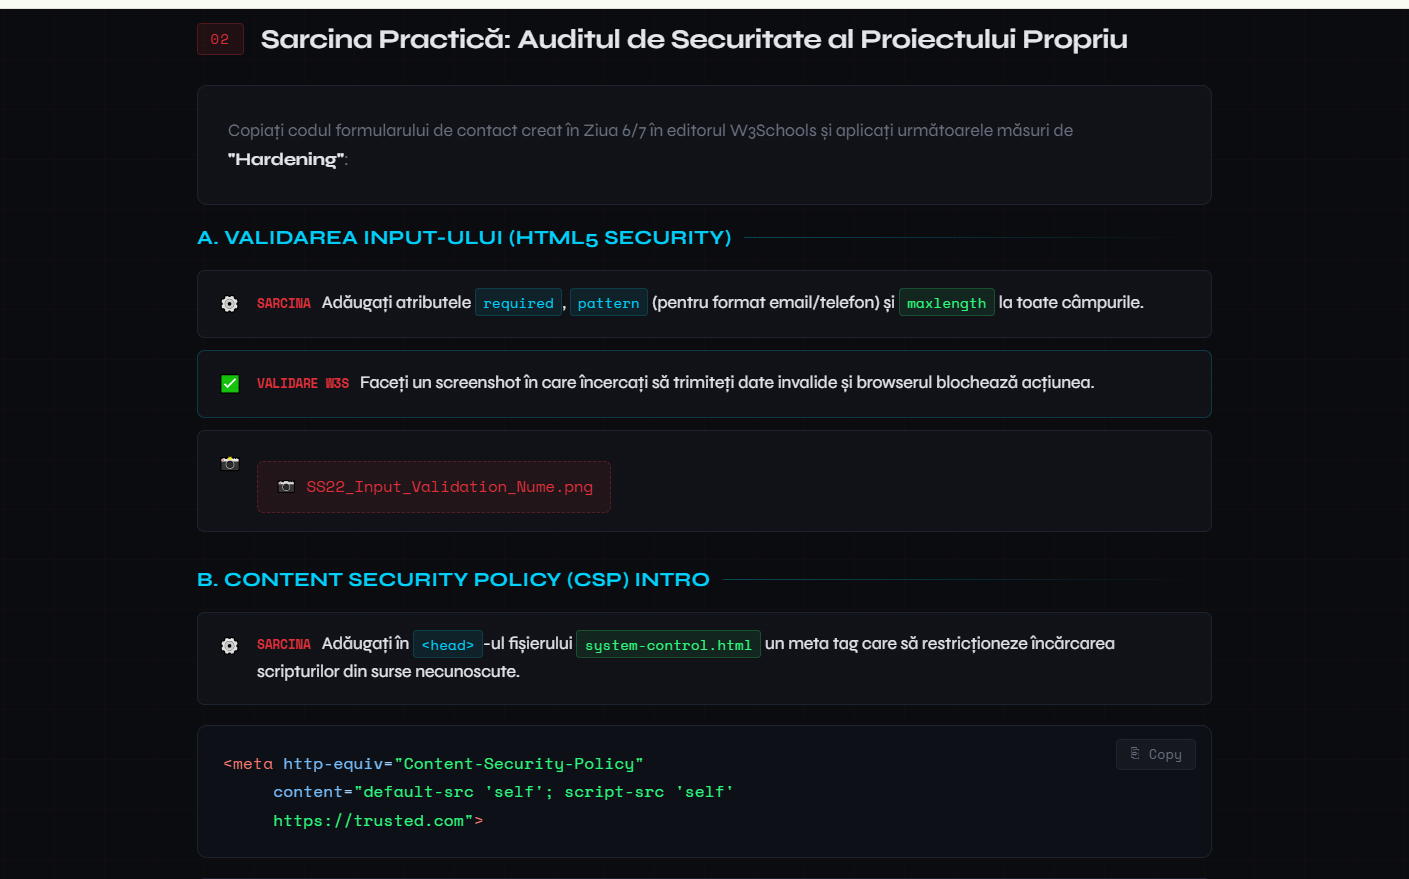 02 Sarcina Practică: Auditul de Securitate al Proiectului Propriu
Copiați codul formularului de contact creat în Ziua 6/7 în editorul W3Schools și aplicați următoarele măsuri de
"Hardening":
A. VALIDAREA INPUT-ULUI (HTML5 SECURITY)
SARCINA Adăugați atributele required, pattern (pentru format email/telefon) și maxlength la toate câmpurile.
VALIDARE W3S Faceți un screenshot în care încercați să trimiteți date invalide și browserul blochează acțiunea.
SS22_Input_Validation_Nume.png
B. CONTENT SECURITY POLICY (CSP) INTRO
SARCINA Adăugați în <head>-ul fișierului system-control.html un meta tag care să restricționeze încărcarea
scripturilor din surse necunoscute.
Copy
<meta http-equiv="Content-Security-Policy"
content="default-src 'self'; script-src 'self'
https://trusted.com">